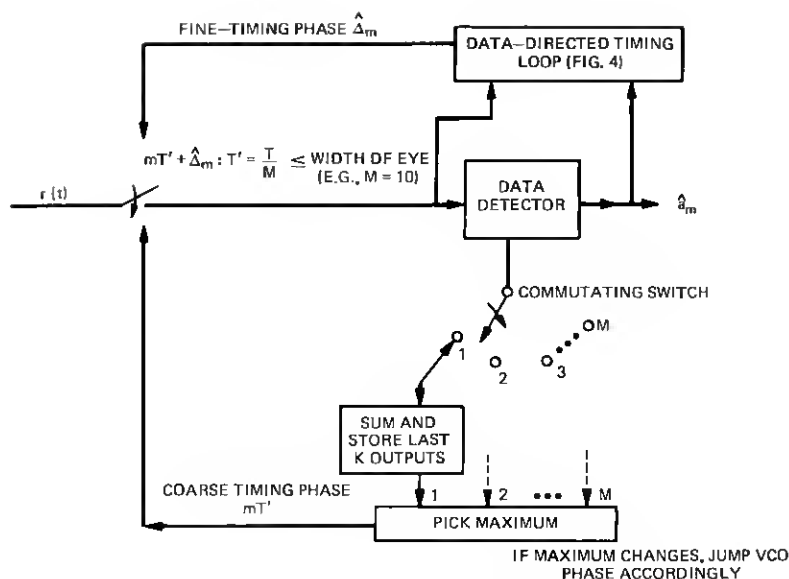 FINE–TIMING PHASE Δ̂m
DATA–DIRECTED TIMING
LOOP (FIG. 4)
mT' + Δ̂m : T' = T/M ≤ WIDTH OF EYE
(E.G., M = 10)
r (t)
DATA
DETECTOR
âm
COMMUTATING SWITCH
1
2
3
M
SUM AND
STORE LAST
K OUTPUTS
COARSE TIMING PHASE
mT'
1 2 ••• M
PICK MAXIMUM
IF MAXIMUM CHANGES, JUMP VCO
PHASE ACCORDINGLY